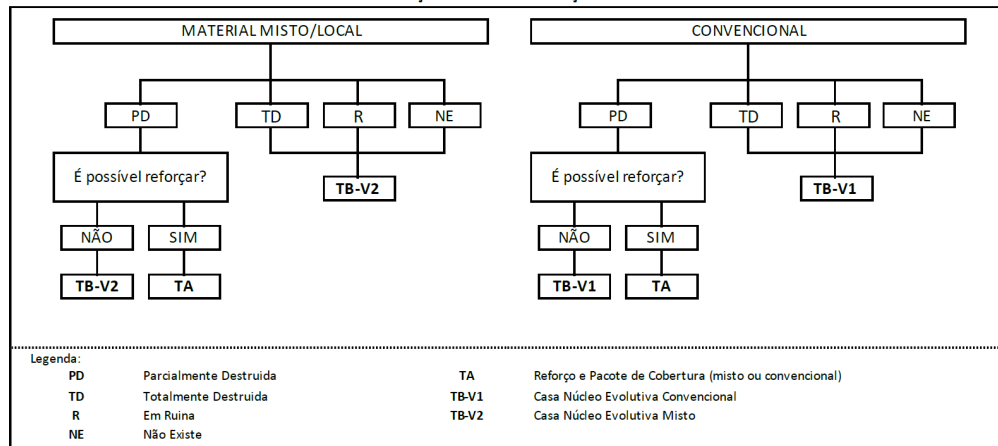 MATERIAL MISTO/LOCAL
PD
TD
R
NE
É possível reforçar?
TB-V2
NÃO
SIM
TB-V2
TA
CONVENCIONAL
PD
TD
R
NE
É possível reforçar?
TB-V1
NÃO
SIM
TB-V1
TA
Legenda:
PD Parcialmente Destruida
TD Totalmente Destruida
R Em Ruina
NE Não Existe
TA Reforço e Pacote de Cobertura (misto ou convencional)
TB-V1 Casa Núcleo Evolutiva Convencional
TB-V2 Casa Núcleo Evolutiva Misto